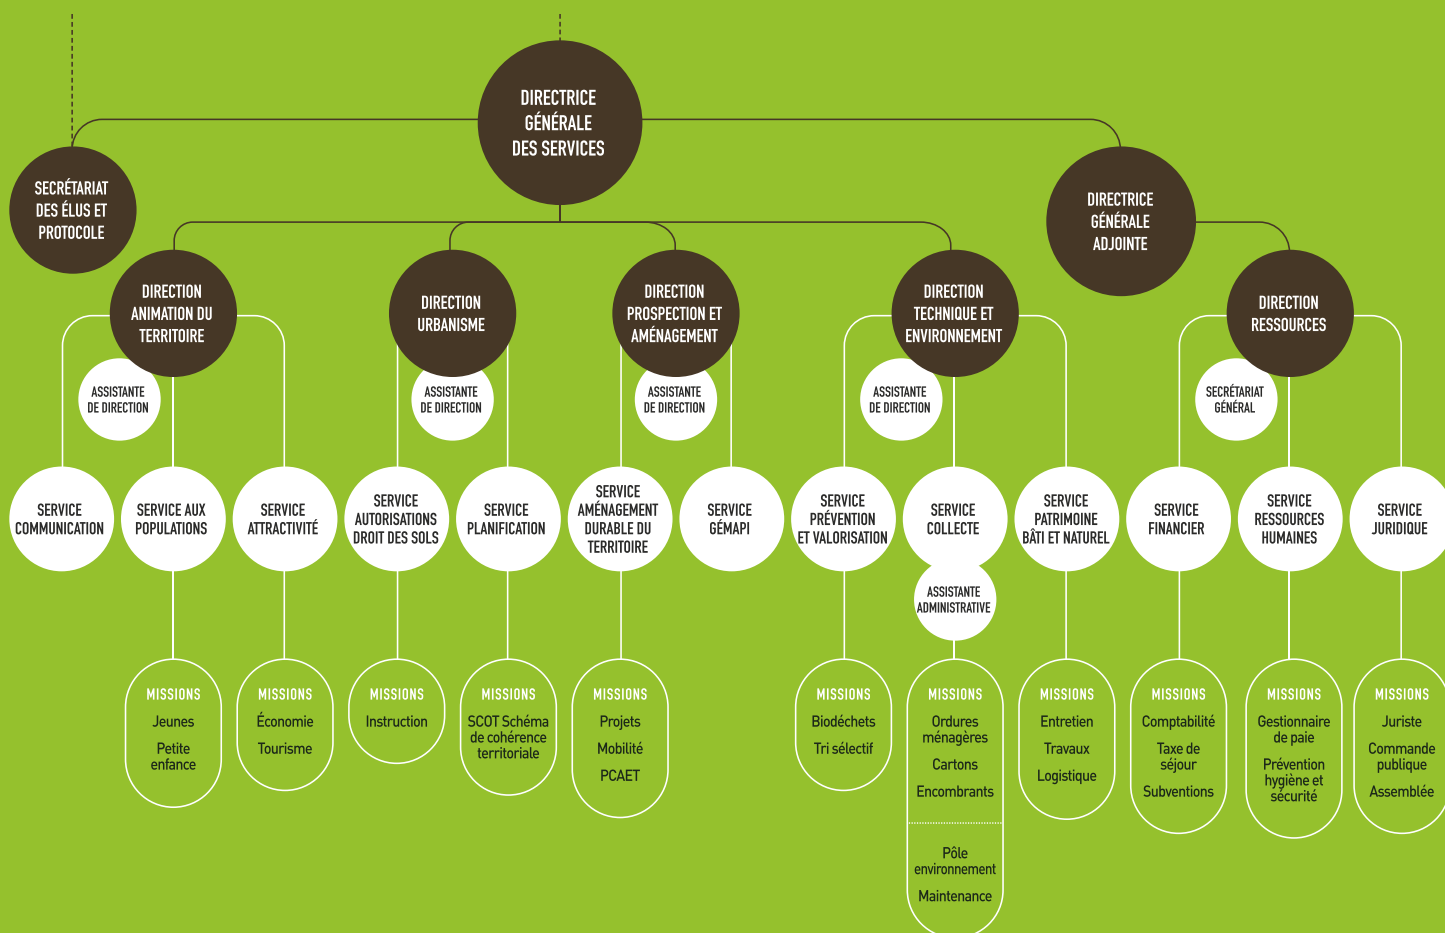 DIRECTRICE
GÉNÉRALE
DES SERVICES
SECRÉTARIAT
DES ÉLUS ET
PROTOCOLE
DIRECTRICE
GÉNÉRALE
ADJOINTE
DIRECTION
ANIMATION DU
TERRITOIRE
DIRECTION
URBANISME
DIRECTION
PROSPECTION ET
AMÉNAGEMENT
DIRECTION
TECHNIQUE ET
ENVIRONNEMENT
DIRECTION
RESSOURCES
ASSISTANTE
DE DIRECTION
ASSISTANTE
DE DIRECTION
ASSISTANTE
DE DIRECTION
ASSISTANTE
DE DIRECTION
SECRÉTARIAT
GÉNÉRAL
SERVICE
COMMUNICATION
SERVICE AUX
POPULATIONS
SERVICE
ATTRACTIVITÉ
SERVICE
AUTORISATIONS
DROIT DES SOLS
SERVICE
PLANIFICATION
SERVICE
AMÉNAGEMENT
DURABLE DU
TERRITOIRE
SERVICE
GÉMAPI
SERVICE
PRÉVENTION
ET VALORISATION
SERVICE
COLLECTE
SERVICE
PATRIMOINE
BÂTI ET NATUREL
SERVICE
FINANCIER
SERVICE
RESSOURCES
HUMAINES
SERVICE
JURIDIQUE
ASSISTANTE
ADMINISTRATIVE
MISSIONS
Jeunes
Petite
enfance
MISSIONS
Économie
Tourisme
MISSIONS
Instruction
MISSIONS
SCOT Schéma
de cohérence
territoriale
MISSIONS
Projets
Mobilité
PCAET
MISSIONS
Biodéchets
Tri sélectif
MISSIONS
Ordures
ménagères
Cartons
Encombrants
Pôle
environnement
Maintenance
MISSIONS
Entretien
Travaux
Logistique
MISSIONS
Comptabilité
Taxe de
séjour
Subventions
MISSIONS
Gestionnaire
de paie
Prévention
hygiène et
sécurité
MISSIONS
Juriste
Commande
publique
Assemblée